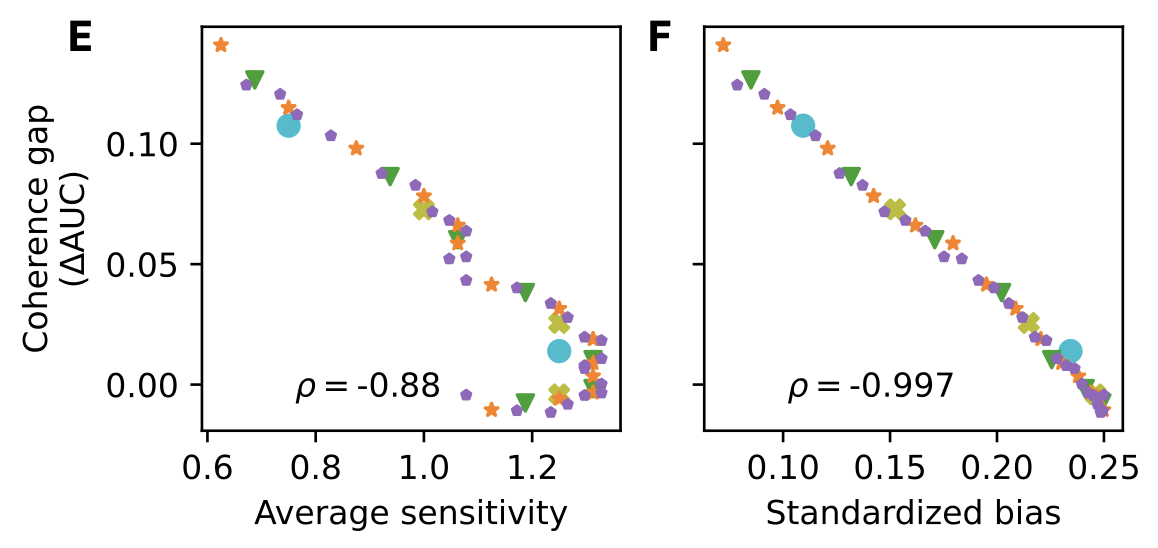 E
F
Coherence gap
(ΔAUC)
0.10
0.05
0.00
ρ = -0.88
ρ = -0.997
0.6 0.8 1.0 1.2
0.10 0.15 0.20 0.25
Average sensitivity
Standardized bias